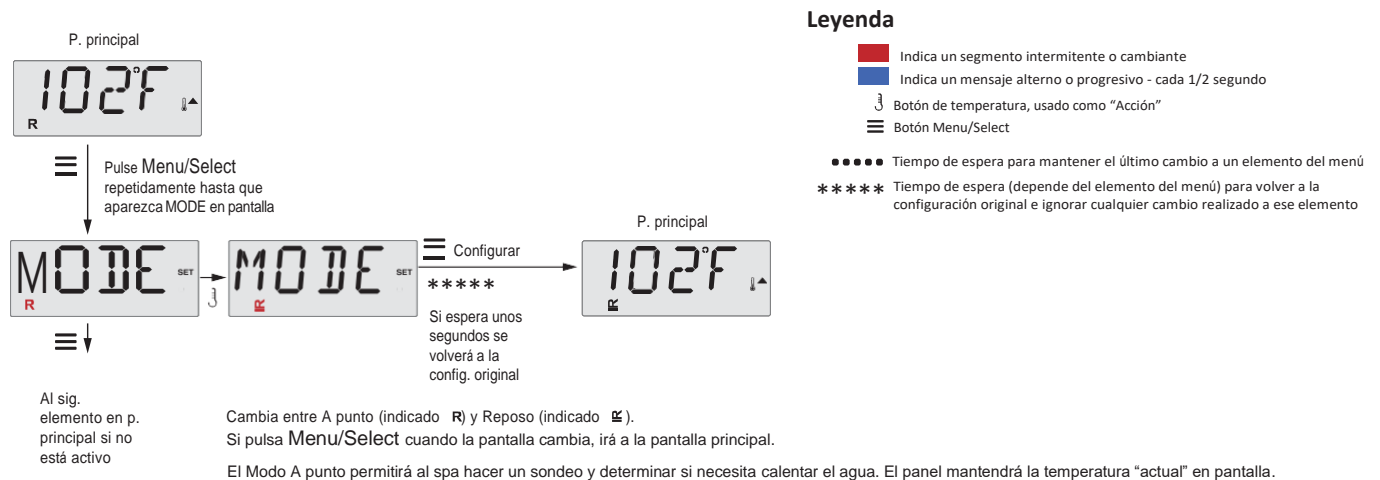 Leyenda
Indica un segmento intermitente o cambiante
Indica un mensaje alterno o progresivo - cada 1/2 segundo
Botón de temperatura, usado como “Acción”
Botón Menu/Select
••••• Tiempo de espera para mantener el último cambio a un elemento del menú
***** Tiempo de espera (depende del elemento del menú) para volver a la
configuración original e ignorar cualquier cambio realizado a ese elemento
P. principal
102°F
R
Pulse Menu/Select
repetidamente hasta que
aparezca MODE en pantalla
MODE SET
R
MODE SET
Configurar
*****
Si espera unos
segundos se
volverá a la
config. original
P. principal
102°F
R
Al sig.
elemento en p.
principal si no
está activo
Cambia entre A punto (indicado R) y Reposo (indicado R).
Si pulsa Menu/Select cuando la pantalla cambia, irá a la pantalla principal.
El Modo A punto permitirá al spa hacer un sondeo y determinar si necesita calentar el agua. El panel mantendrá la temperatura “actual” en pantalla.